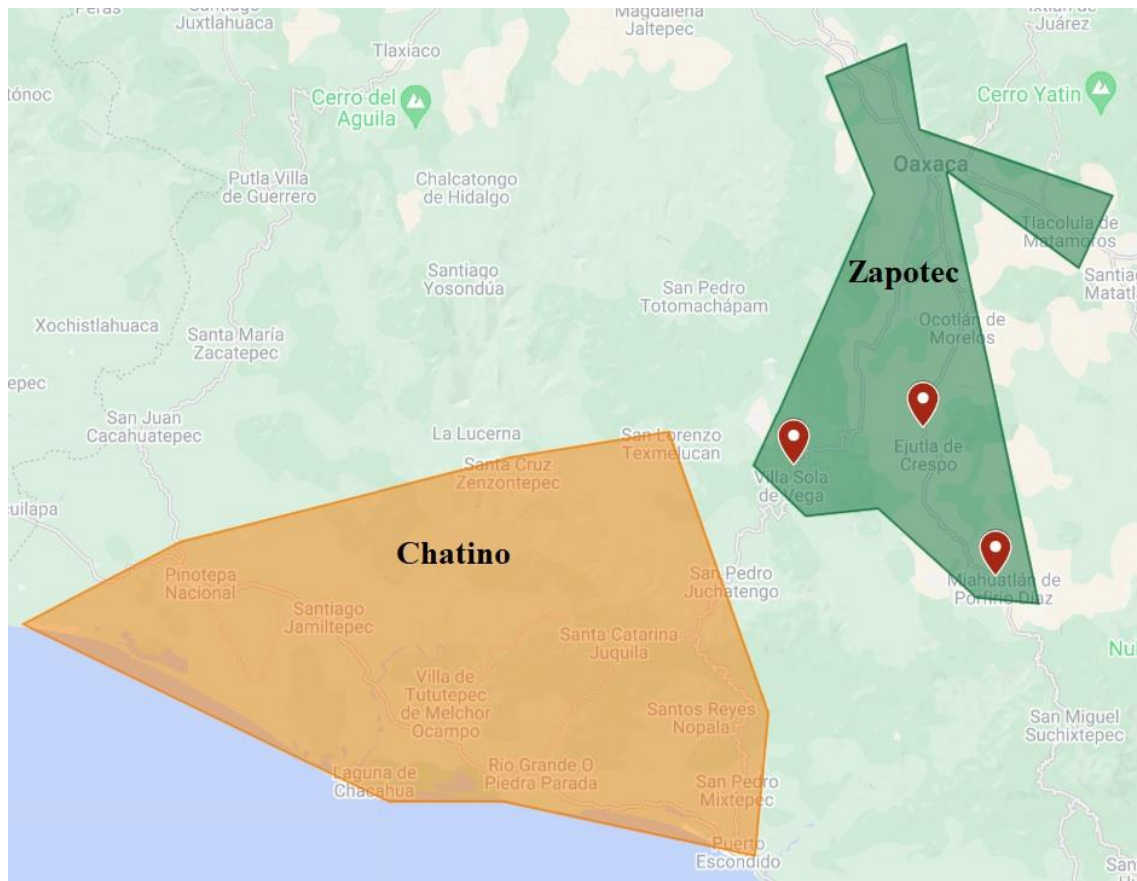 Santiago
Juxtlahuaca
Magdalena
Jaltepec
Ixtlán de
Juárez
Tlaxiaco
Cerro del
Aguila
Cerro Yatin
Oaxaca
Putla Villa
de Guerrero
Chalcatongo
de Hidalgo
Tlacolula de
Matamoros
Zapotec
Santiago
Yosondúa
San Pedro
Totomachápam
Ocotlán de
Morelos
Xochistlahuaca
Santa María
Zacatepec
San Juan
Cacahuatepec
La Lucerna
San Lorenzo
Texmelucan
Ejutla de
Crespo
Santa Cruz
Zenzontepec
Villa Sola
de Vega
Chatino
Pinotepa
Nacional
San Pedro
Juchatengo
Miahuatlán de
Porfirio Díaz
Santiago
Jamiltepec
Santa Catarina
Juquila
Villa de
Tututepec
de Melchor
Ocampo
Santos Reyes
Nopala
San Miguel
Suchixtepec
Laguna de
Chacahua
Río Grande O
Piedra Parada
San Pedro
Mixtepec
Puerto
Escondido